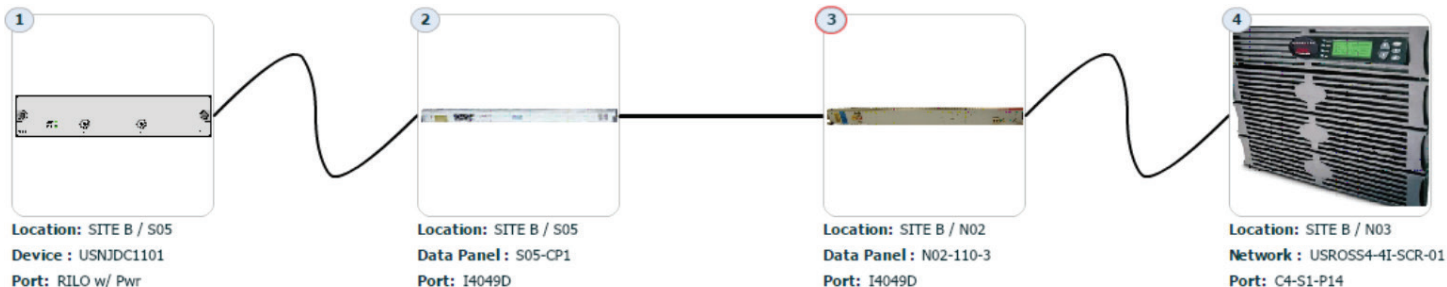 1
2
3
4
Location: SITE B / S05
Device : USNJDC1101
Port: RILO w/ Pwr
Location: SITE B / S05
Data Panel : S05-CP1
Port: I4049D
Location: SITE B / N02
Data Panel : N02-110-3
Port: I4049D
Location: SITE B / N03
Network : USROSS4-4I-SCR-01
Port: C4-S1-P14